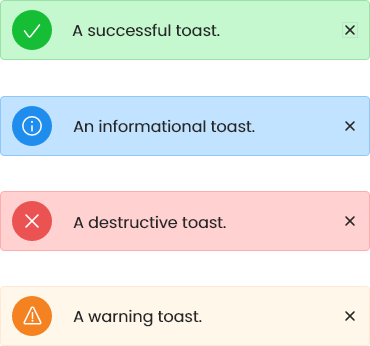 A successful toast.
An informational toast.
A destructive toast.
A warning toast.